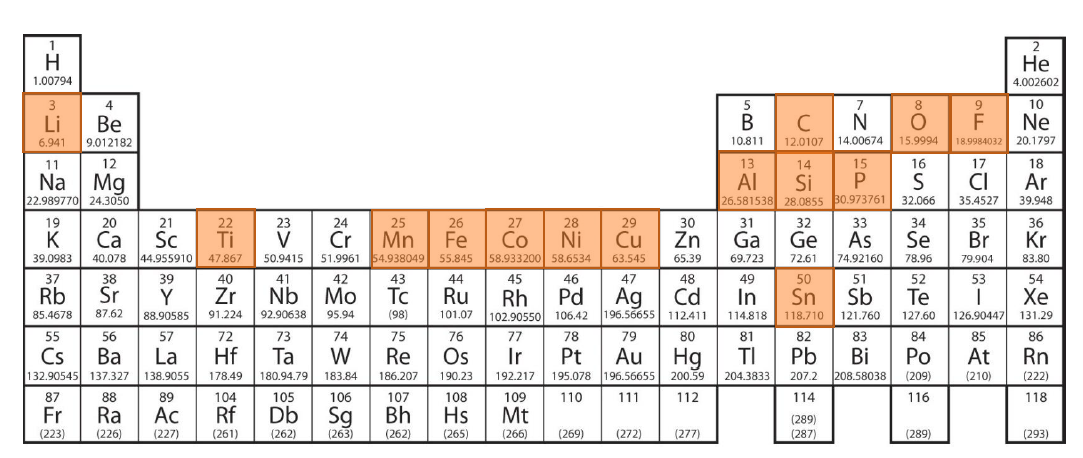 1 2
H He
1.00794 4.002602
3 4 5 7 8 9 10
Li Be B C N O F Ne
6.941 9.012182 10.811 12.0107 14.00674 15.9994 18.9984032 20.1797
11 12 13 14 15 16 17 18
Na Mg Al Si P S Cl Ar
22.989770 24.3050 26.581538 28.0855 30.973761 32.066 35.4527 39.948
19 20 21 22 23 24 25 26 27 28 29 30 31 32 33 34 35 36
K Ca Sc Ti V Cr Mn Fe Co Ni Cu Zn Ga Ge As Se Br Kr
39.0983 40.078 44.955910 47.867 50.9415 51.9961 54.938049 55.845 58.933200 58.6534 63.545 65.39 69.723 72.61 74.92160 78.96 79.904 83.80
37 38 39 40 41 42 43 44 45 46 47 48 49 50 51 52 53 54
Rb Sr Y Zr Nb Mo Tc Ru Rh Pd Ag Cd In Sn Sb Te I Xe
85.4678 87.62 88.90585 91.224 92.90638 95.94 (98) 101.07 102.90550 106.42 196.56655 112.411 114.818 118.710 121.760 127.60 126.90447 131.29
55 56 57 72 73 74 75 76 77 78 79 80 81 82 83 84 85 86
Cs Ba La Hf Ta W Re Os Ir Pt Au Hg Tl Pb Bi Po At Rn
132.90545 137.327 138.9055 178.49 180.94.79 183.84 186.207 190.23 192.217 195.078 196.56655 200.59 204.3833 207.2 208.58038 (209) (210) (222)
87 88 89 104 105 106 107 108 109 110 111 112 114 116 118
Fr Ra Ac Rf Db Sg Bh Hs Mt (289)
(223) (226) (227) (261) (262) (263) (262) (265) (266) (269) (272) (277) (287) (289) (293)